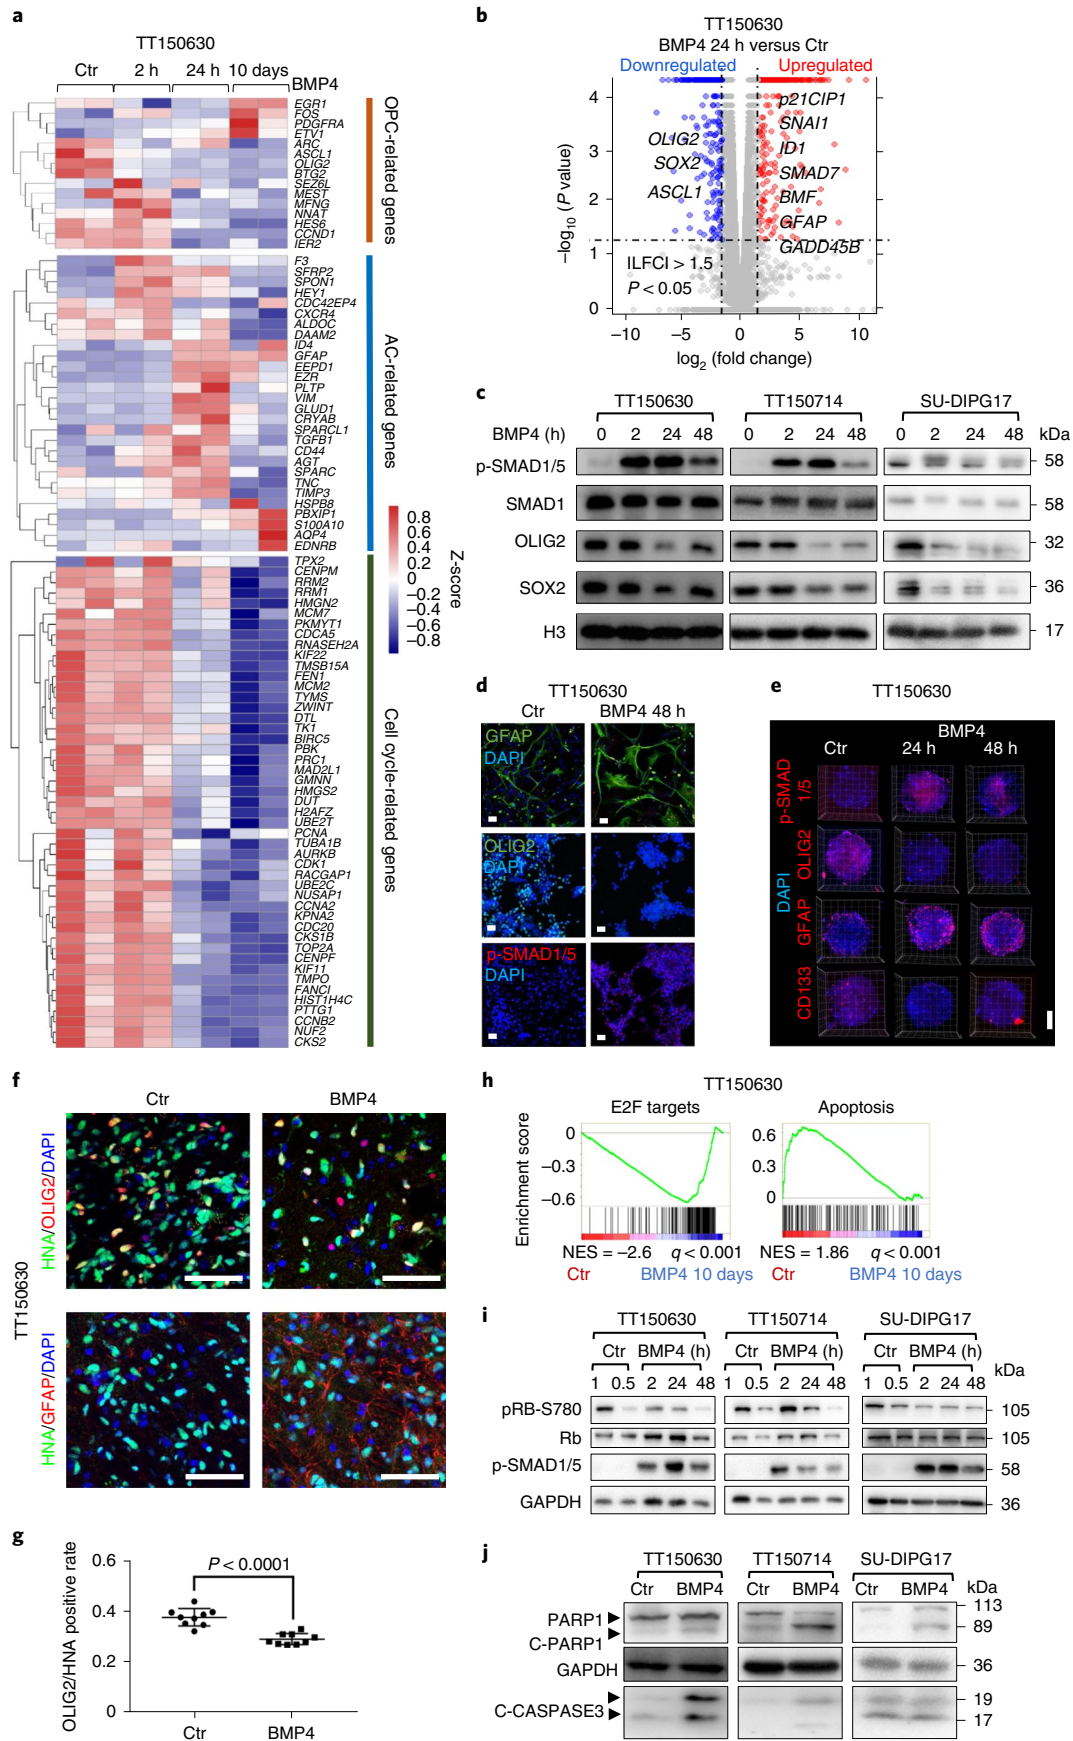 a
TT150630
Ctr 2 h 24 h 10 days
BMP4
EGR1
FOS
PDGFRA
ETV1
ARC
ASCL1
OLIG2
BTG2
SEZ6L
MEST
MFNG
NNAT
HES6
CCND1
IER2
OPC-related genes
F3
SFRP2
SPON1
HEY1
CDC42EP4
CXCR4
ALDOC
DAAM2
ID4
GFAP
EEPD1
EZR
PLTP
VIM
GLUD1
CRYAB
SPARCL1
TGFB1
CD44
AGT
SPARC
TNC
TIMP3
HSPB8
PBXIP1
S100A10
AQP4
EDNRB
AC-related genes
TPX2
CENPM
RRM2
RRM1
HMGN2
MCM7
PKMYT1
CDCA5
RNASEH2A
KIF22
TMSB15A
FEN1
MCM2
TYMS
ZWINT
DTL
TK1
BIRC5
PBK
PRC1
MAD2L1
GMNN
HMGS2
DUT
H2AFZ
UBE2T
PCNA
TUBA1B
AURKB
CDK1
RACGAP1
UBE2C
NUSAP1
CCNA2
KPNA2
CDC20
CKS1B
TOP2A
CENPF
KIF11
TMPO
FANCI
HIST1H4C
PTTG1
CCNB2
NUF2
CKS2
Cell cycle-related genes
0.8
0.6
0.4
0.2
0
−0.2
−0.4
−0.6
−0.8
Z-score
b
TT150630
BMP4 24 h versus Ctr
Downregulated Upregulated
−log10 (P value)
4
3
2
1
0
OLIG2
SOX2
ASCL1
p21CIP1
SNAI1
ID1
SMAD7
BMF
GFAP
GADD45B
ILFCI > 1.5
P < 0.05
−10 −5 0 5 10
log2 (fold change)
c
TT150630 TT150714 SU-DIPG17
BMP4 (h) 0 2 24 48 0 2 24 48 0 2 24 48 kDa
p-SMAD1/5 58
SMAD1 58
OLIG2 32
SOX2 36
H3 17
d
TT150630
Ctr BMP4 48 h
GFAP
DAPI
OLIG2
DAPI
p-SMAD1/5
DAPI
e
TT150630
BMP4
Ctr 24 h 48 h
p-SMAD 1/5
OLIG2
GFAP
CD133
DAPI
f
Ctr BMP4
TT150630
HNA/OLIG2/DAPI
HNA/GFAP/DAPI
g
OLIG2/HNA positive rate
0.6
0.4
0.2
0
P < 0.0001
Ctr BMP4
h
TT150630
E2F targets Apoptosis
Enrichment score
0
−0.3
−0.6
0.6
0.3
0
NES = −2.6 q < 0.001 NES = 1.86 q < 0.001
Ctr BMP4 10 days Ctr BMP4 10 days
i
TT150630 TT150714 SU-DIPG17
Ctr BMP4 (h) Ctr BMP4 (h) Ctr BMP4 (h)
1 0.5 2 24 48 1 0.5 2 24 48 1 0.5 2 24 48 kDa
pRB-S780 105
Rb 105
p-SMAD1/5 58
GAPDH 36
j
TT150630 TT150714 SU-DIPG17
Ctr BMP4 Ctr BMP4 Ctr BMP4 kDa
PARP1 113
C-PARP1 89
GAPDH 36
C-CASPASE3 19
17